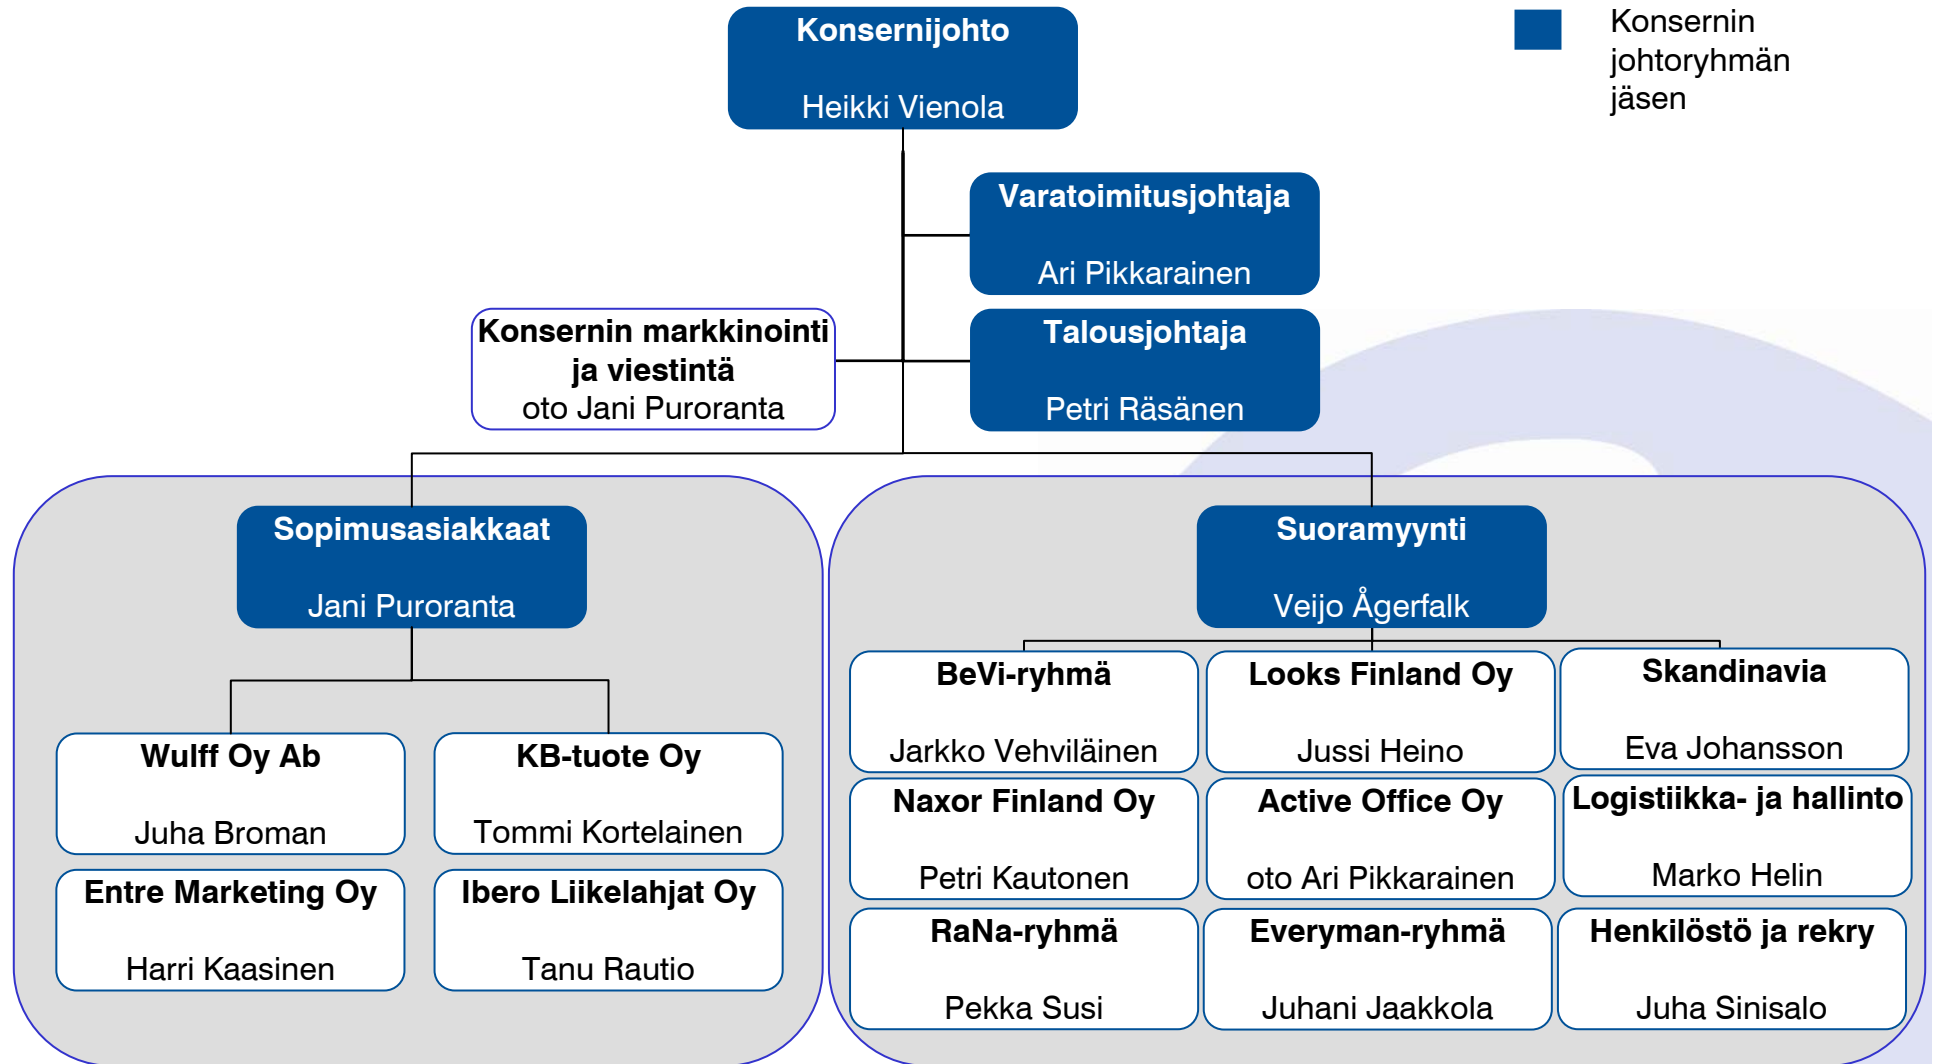 Konsernijohto
Heikki Vienola
Konsernin
johtoryhmän
jäsen
Varatoimitusjohtaja
Ari Pikkarainen
Konsernin markkinointi
ja viestintä
oto Jani Puroranta
Talousjohtaja
Petri Räsänen
Sopimusasiakkaat
Jani Puroranta
Wulff Oy Ab
Juha Broman
KB-tuote Oy
Tommi Kortelainen
Entre Marketing Oy
Harri Kaasinen
Ibero Liikelahjat Oy
Tanu Rautio
Suoramyynti
Veijo Ågerfalk
BeVi-ryhmä
Jarkko Vehviläinen
Looks Finland Oy
Jussi Heino
Skandinavia
Eva Johansson
Naxor Finland Oy
Petri Kautonen
Active Office Oy
oto Ari Pikkarainen
Logistiikka- ja hallinto
Marko Helin
RaNa-ryhmä
Pekka Susi
Everyman-ryhmä
Juhani Jaakkola
Henkilöstö ja rekry
Juha Sinisalo